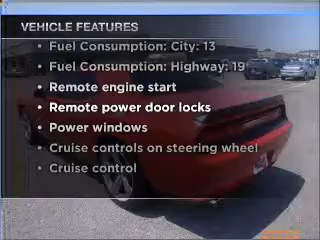 VEHICLE FEATURES
• Fuel Consumption: City: 13
• Fuel Consumption: Highway: 19
• Remote engine start
• Remote power door locks
• Power windows
• Cruise controls on steering wheel
• Cruise control